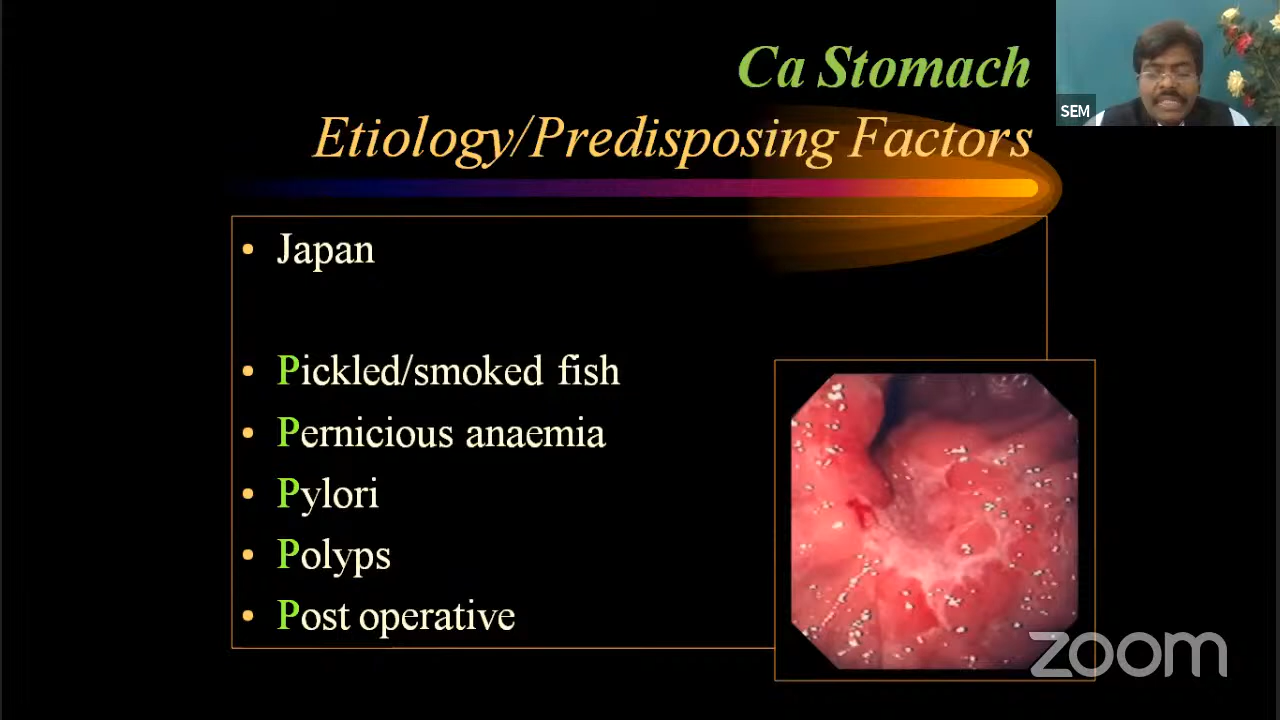 Ca Stomach
Etiology/Predisposing Factors
SEM
• Japan
• Pickled/smoked fish
• Pernicious anaemia
• Pylori
• Polyps
• Post operative
zoom